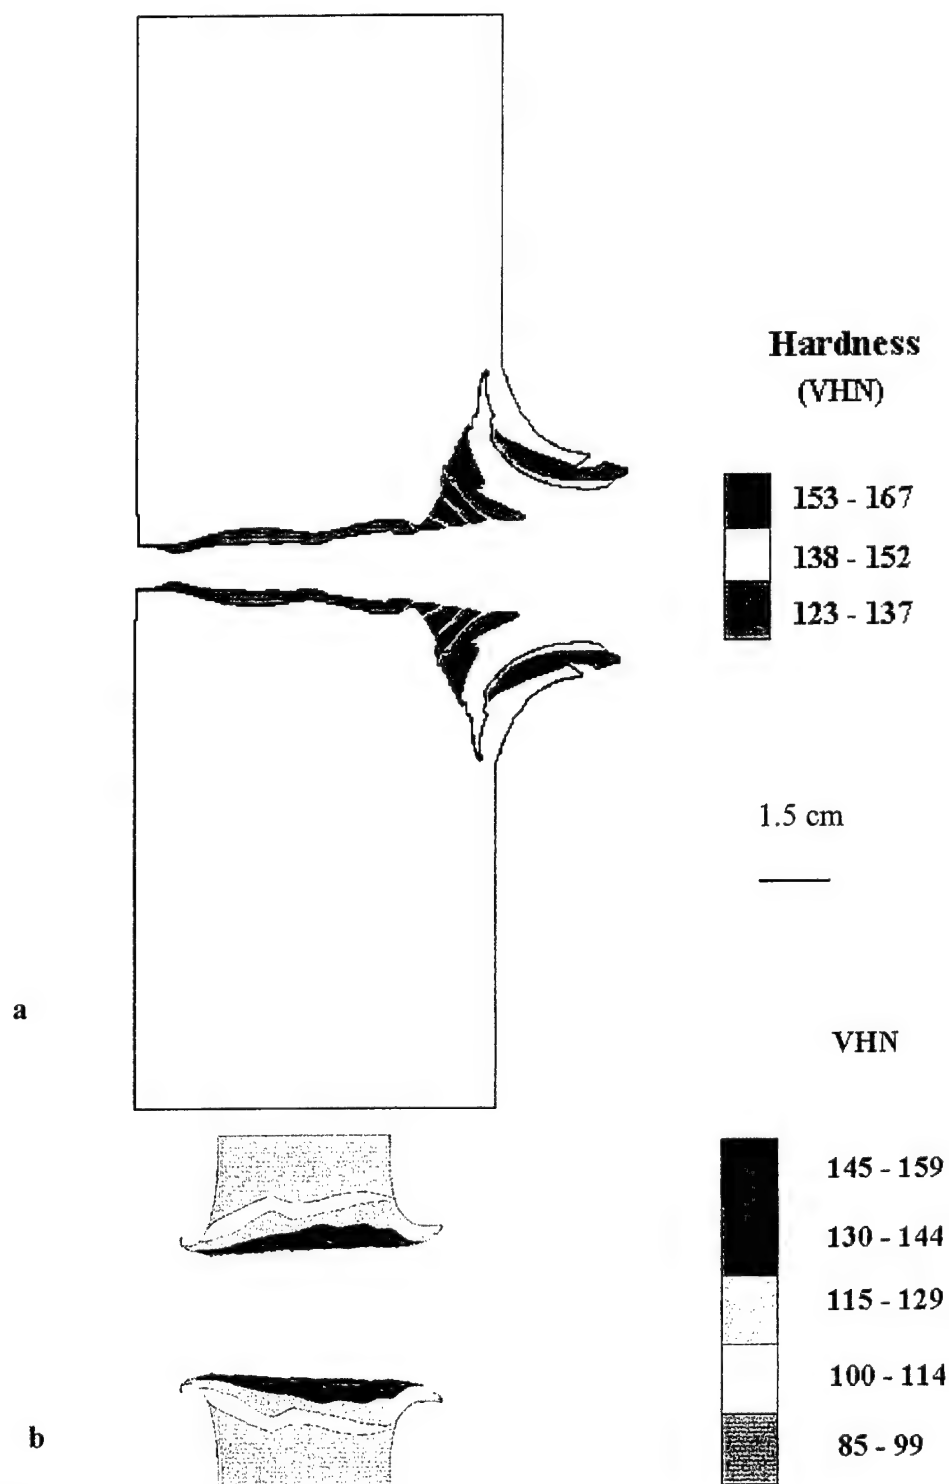 Hardness
(VHN)
153 - 167
138 - 152
123 - 137
1.5 cm
a
VHN
145 - 159
130 - 144
115 - 129
100 - 114
b
85 - 99